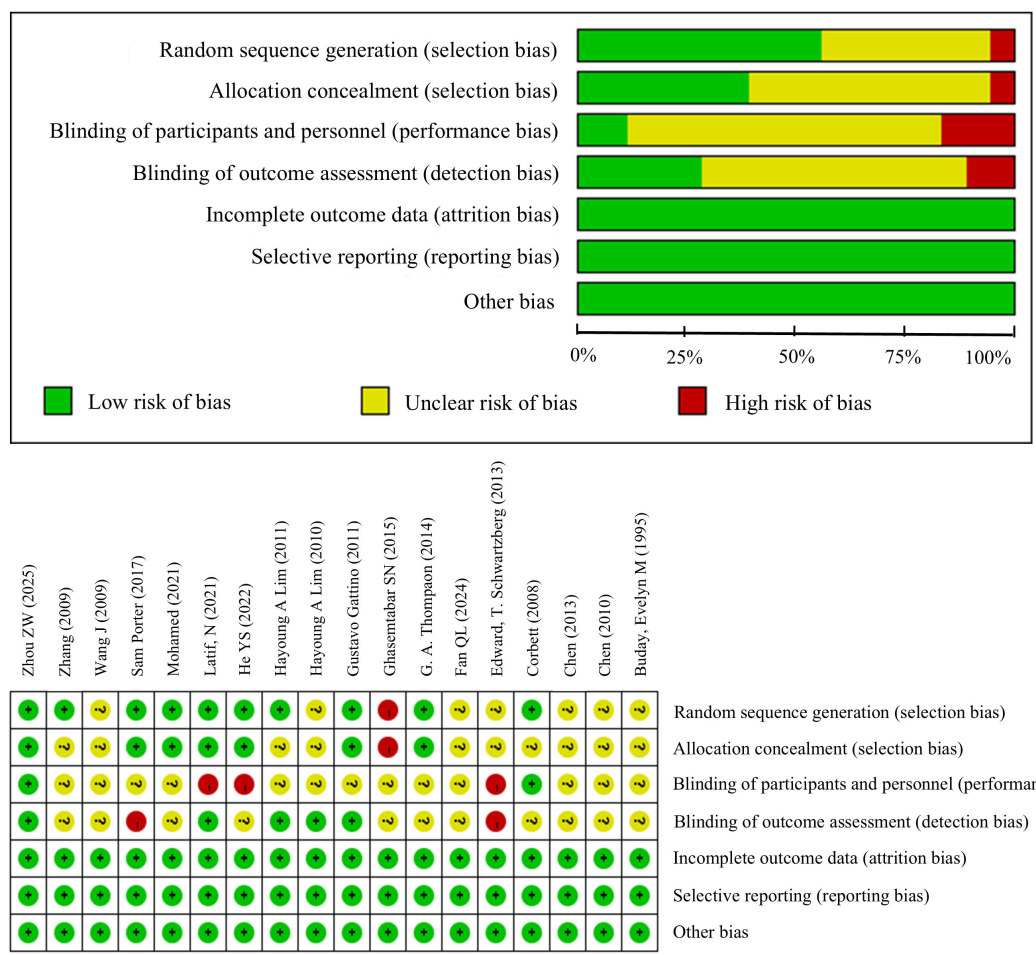 Random sequence generation (selection bias)
Allocation concealment (selection bias)
Blinding of participants and personnel (performance bias)
Blinding of outcome assessment (detection bias)
Incomplete outcome data (attrition bias)
Selective reporting (reporting bias)
Other bias
0% 25% 50% 75% 100%
Low risk of bias Unclear risk of bias High risk of bias
Zhou ZW (2025)
Zhang (2009)
Wang J (2009)
Sam Porter (2017)
Mohamed (2021)
Latif, N (2021)
He YS (2022)
Hayoung A Lim (2011)
Hayoung A Lim (2010)
Gustavo Gattino (2011)
Ghasemtabar SN (2015)
G. A. Thompaon (2014)
Fan QL (2024)
Edward, T. Schwartzberg (2013)
Corbett (2008)
Chen (2013)
Chen (2010)
Buday, Evelyn M (1995)
+ + ? + + + + + ? + - + ? ? + ? ? ? Random sequence generation (selection bias)
+ ? ? + + + + ? ? + - + ? ? ? ? ? ? Allocation concealment (selection bias)
+ ? ? ? ? - - ? ? ? ? ? ? - + ? ? ? Blinding of participants and personnel (performar
+ ? ? - ? + ? + + + ? ? ? - ? ? ? ? Blinding of outcome assessment (detection bias)
+ + + + + + + + + + + + + + + + + + Incomplete outcome data (attrition bias)
+ + + + + + + + + + + + + + + + + + Selective reporting (reporting bias)
+ + + + + + + + + + + + + + + + + + Other bias